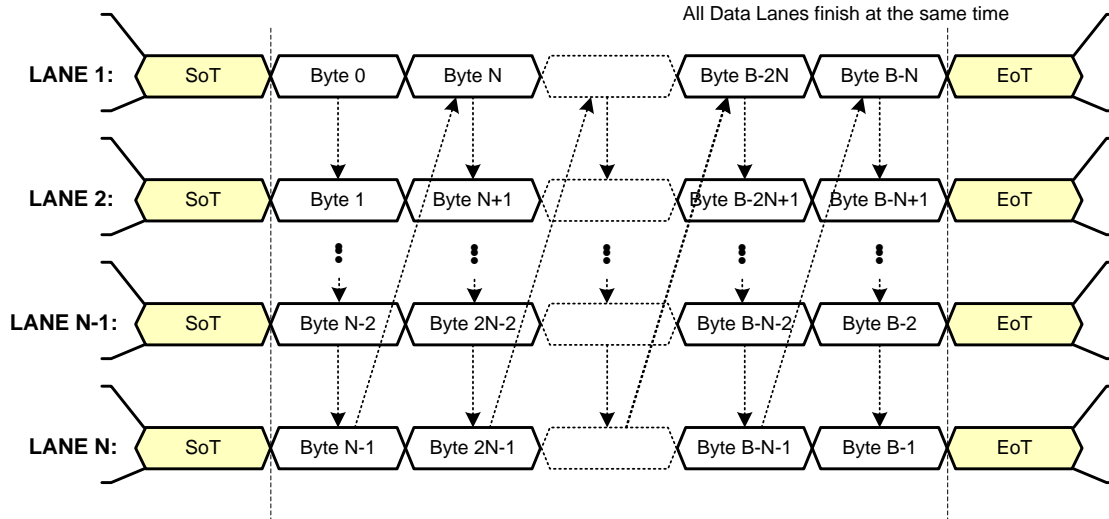 All Data Lanes finish at the same time
LANE 1: SoT Byte 0 Byte N Byte B-2N Byte B-N EoT
LANE 2: SoT Byte 1 Byte N+1 Byte B-2N+1 Byte B-N+1 EoT
LANE N-1: SoT Byte N-2 Byte 2N-2 Byte B-N-2 Byte B-2 EoT
LANE N: SoT Byte N-1 Byte 2N-1 Byte B-N-1 Byte B-1 EoT